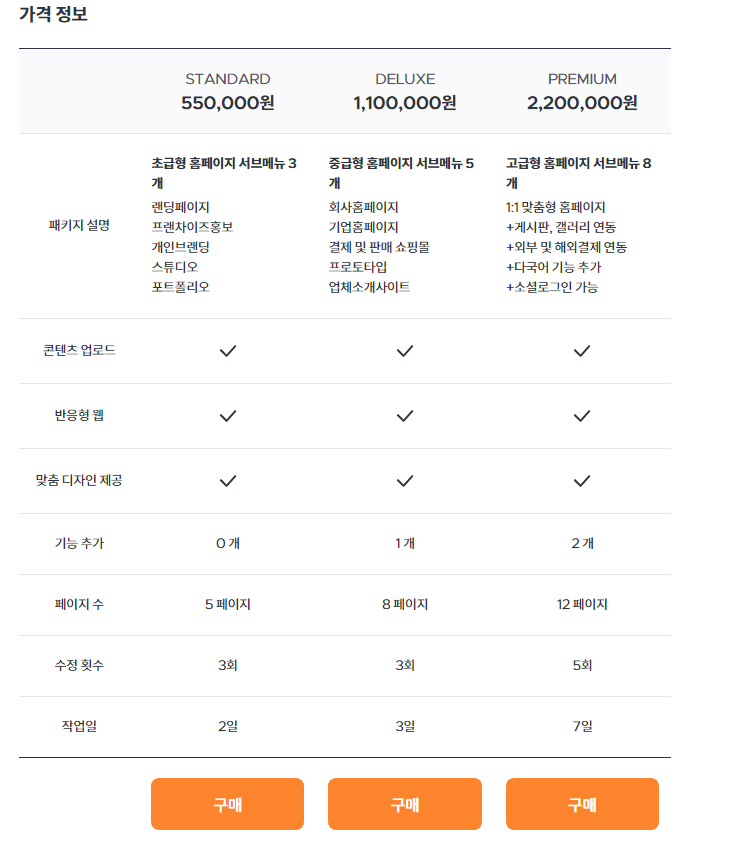 가격 정보
STANDARD DELUXE PREMIUM
550,000원 1,100,000원 2,200,000원
패키지 설명
초급형 홈페이지 서브메뉴 3
개
랜딩페이지
프랜차이즈홍보
개인브랜딩
스튜디오
포트폴리오
중급형 홈페이지 서브메뉴 5
개
회사홈페이지
기업홈페이지
결제 및 판매 쇼핑몰
프로토타입
업체소개사이트
고급형 홈페이지 서브메뉴 8
개
1:1 맞춤형 홈페이지
+게시판, 갤러리 연동
+외부 및 해외결제 연동
+다국어 기능 추가
+소셜로그인 가능
콘텐츠 업로드
반응형 웹
맞춤 디자인 제공
기능 추가 0 개 1 개 2 개
페이지 수 5 페이지 8 페이지 12 페이지
수정 횟수 3회 3회 5회
작업일 2일 3일 7일
구매 구매 구매